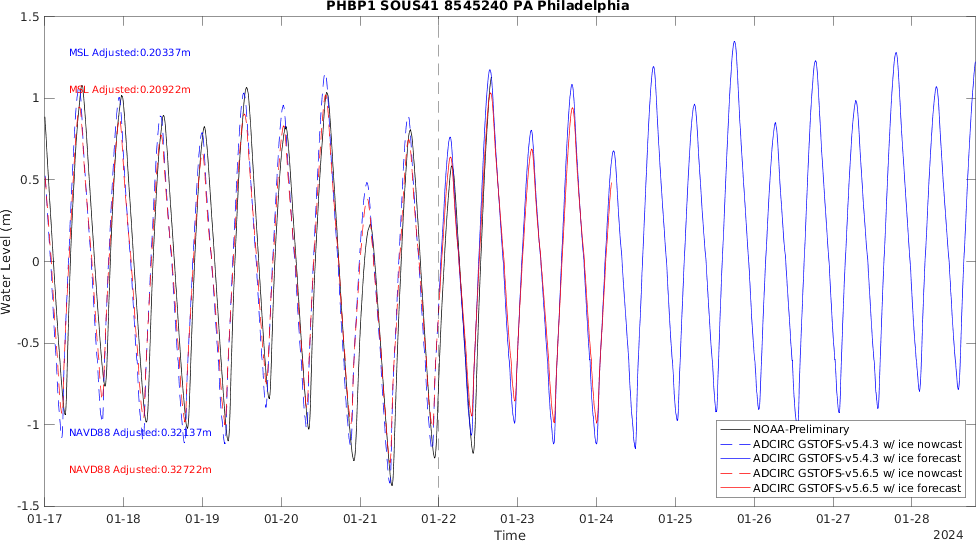 PHBP1 SOUS41 8545240 PA Philadelphia
1.5
1
0.5
0
-0.5
-1
-1.5
Water Level (m)
MSL Adjusted:0.20337m
MSL Adjusted:0.20922m
NAVD88 Adjusted:0.32137m
NAVD88 Adjusted:0.32722m
NOAA-Preliminary
ADCIRC GSTOFS-v5.4.3 w/ ice nowcast
ADCIRC GSTOFS-v5.4.3 w/ ice forecast
ADCIRC GSTOFS-v5.6.5 w/ ice nowcast
ADCIRC GSTOFS-v5.6.5 w/ ice forecast
01-17 01-18 01-19 01-20 01-21 01-22 01-23 01-24 01-25 01-26 01-27 01-28
Time
2024